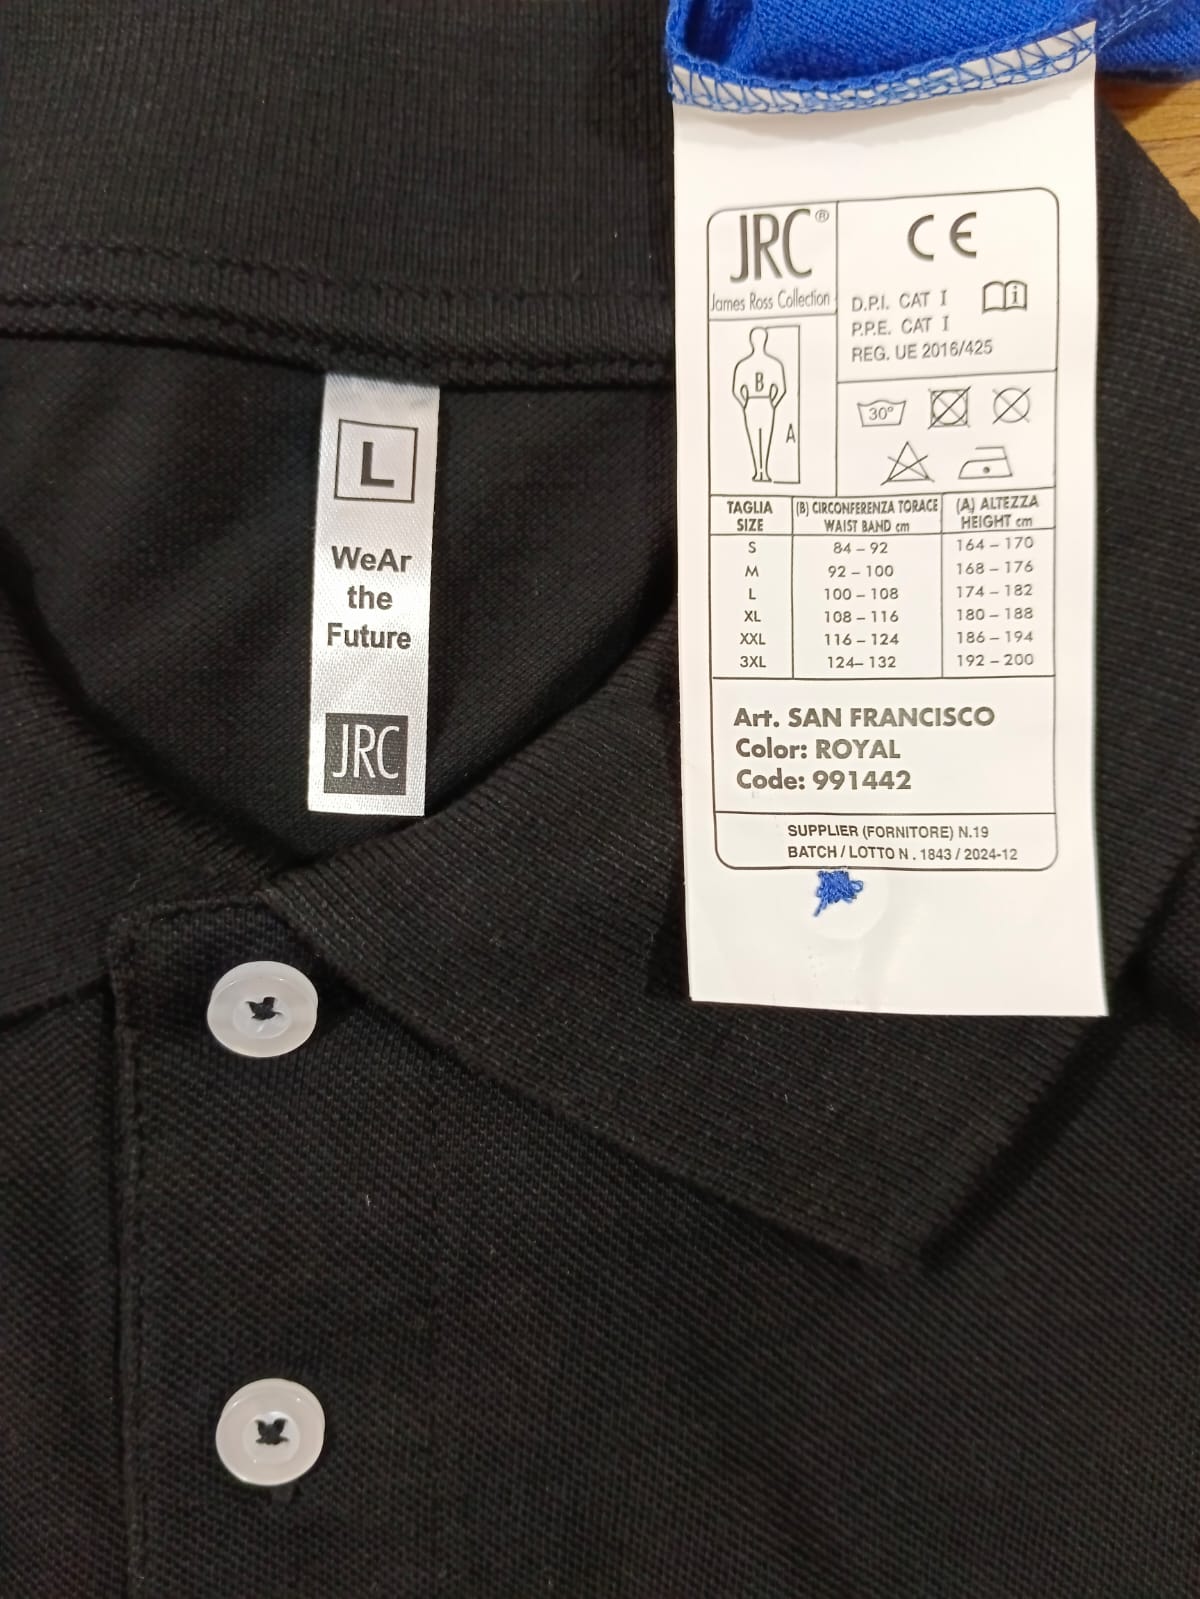 L
WeAr
the
Future
JRC
JRC®
James Ross Collection
CE
D.P.I. CAT I
P.P.E. CAT I
REG. UE 2016/425
i
B
A
30°
TAGLIA SIZE (B) CIRCONFERENZA TORACE WAIST BAND cm (A) ALTEZZA HEIGHT cm
S 84 – 92 164 – 170
M 92 – 100 168 – 176
L 100 – 108 174 – 182
XL 108 – 116 180 – 188
XXL 116 – 124 186 – 194
3XL 124– 132 192 – 200
Art. SAN FRANCISCO
Color: ROYAL
Code: 991442
SUPPLIER (FORNITORE) N.19
BATCH / LOTTO N . 1843 / 2024-12